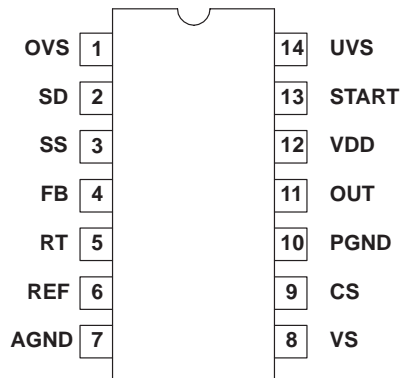 OVS 1 14 UVS
SD 2 13 START
SS 3 12 VDD
FB 4 11 OUT
RT 5 10 PGND
REF 6 9 CS
AGND 7 8 VS